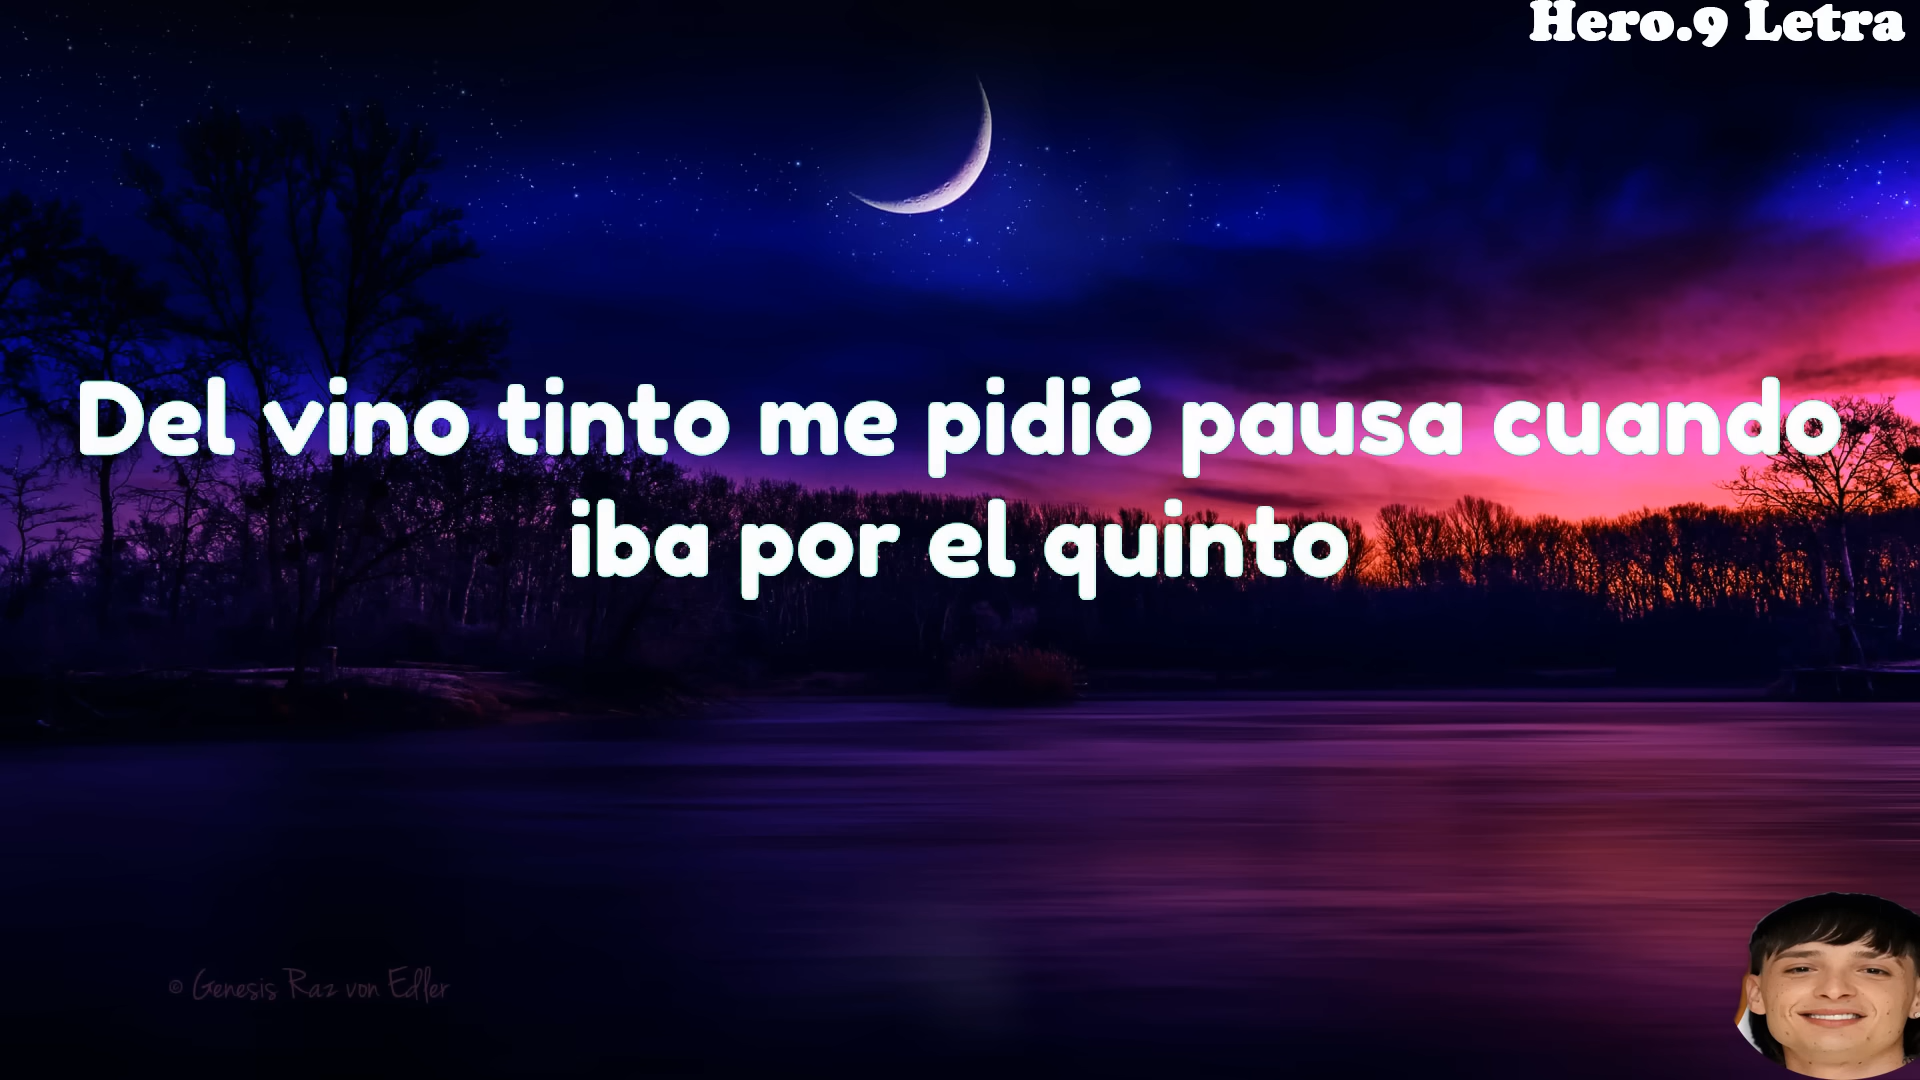 Hero.9 Letra
Del vino tinto me pidió pausa cuando
iba por el quinto
© Genesis Raz von Edler